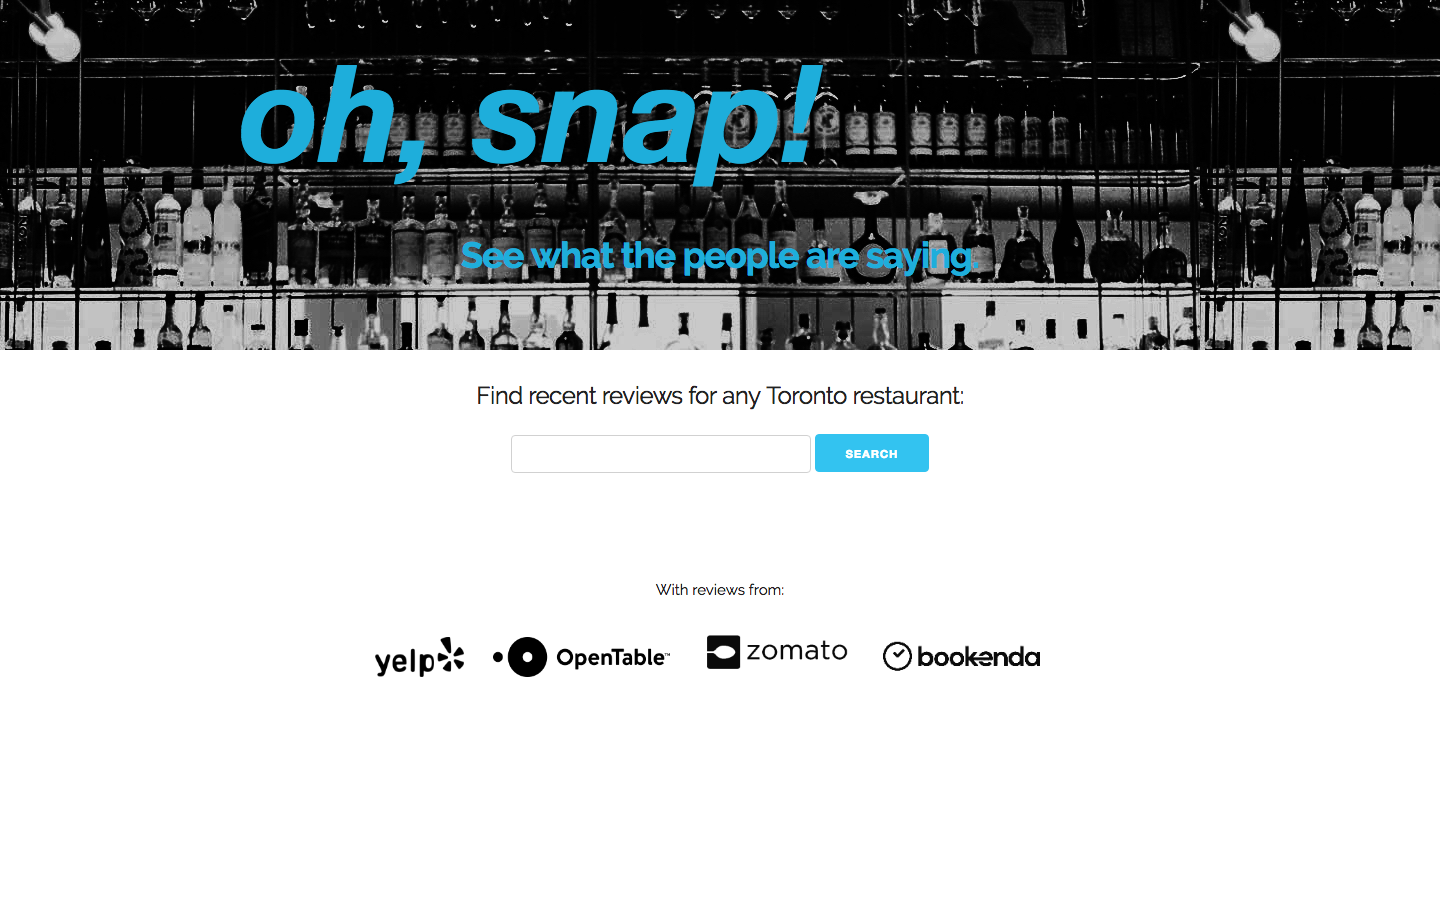 oh, snap!
See what the people are saying.
Find recent reviews for any Toronto restaurant:
SEARCH
With reviews from:
yelp OpenTable™ zomato bookenda